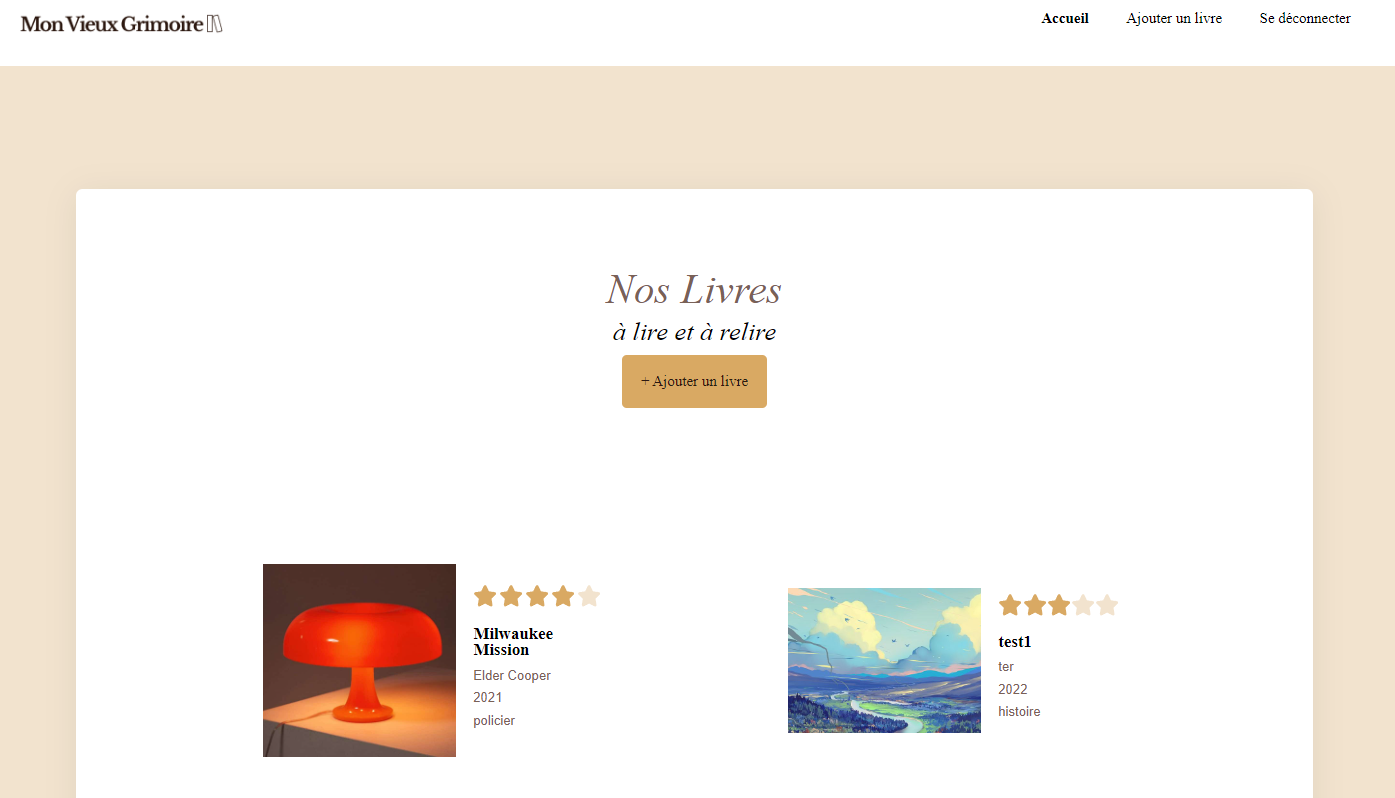 Mon Vieux Grimoire
Accueil
Ajouter un livre
Se déconnecter
Nos Livres
à lire et à relire
+ Ajouter un livre
Milwaukee
Mission
Elder Cooper
2021
policier
test1
ter
2022
histoire